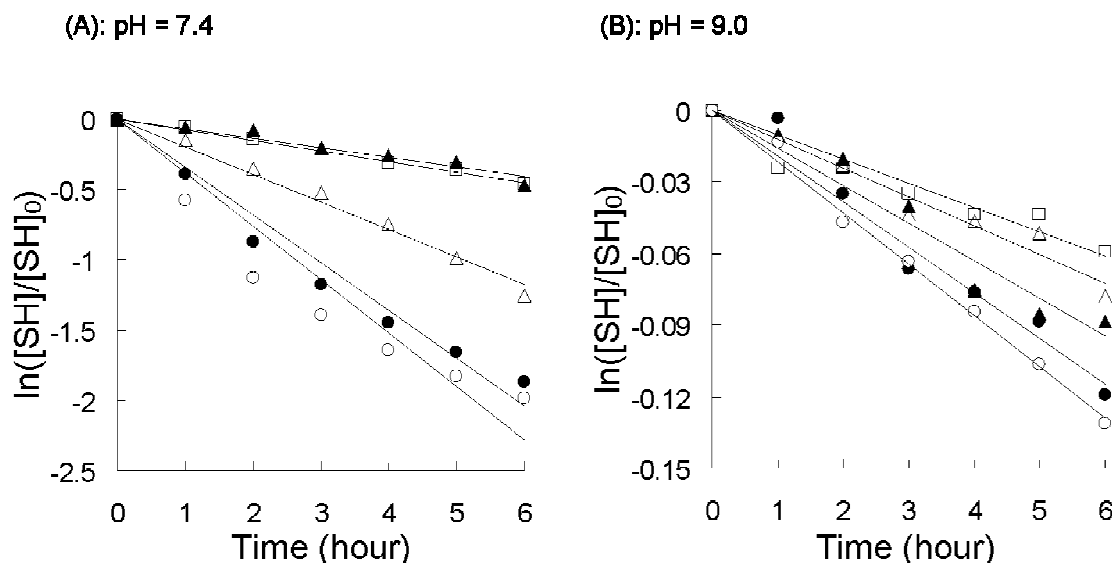 (A): pH = 7.4
0
-0.5
-1
-1.5
-2
-2.5
ln([SH]/[SH]₀)
0 1 2 3 4 5 6
Time (hour)
(B): pH = 9.0
0
-0.03
-0.06
-0.09
-0.12
-0.15
ln([SH]/[SH]₀)
0 1 2 3 4 5 6
Time (hour)